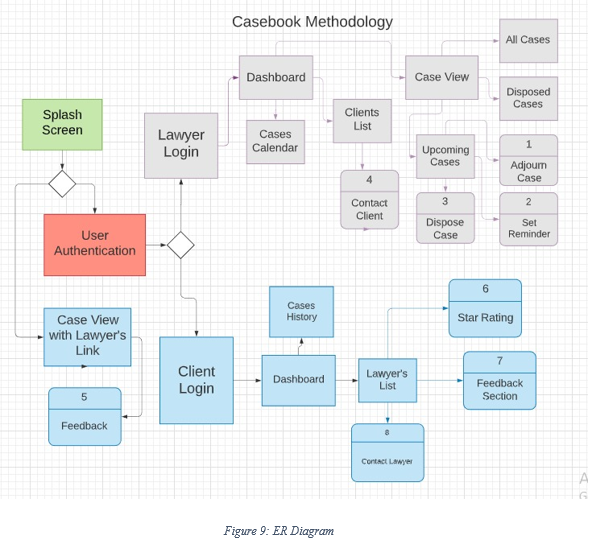 Casebook Methodology
All Cases
Dashboard
Case View
Disposed
Cases
Splash
Screen
Clients
List
Lawyer
Login
Cases
Calendar
Upcoming
Cases
1
Adjourn
Case
4
Contact
Client
3
Dispose
Case
2
Set
Reminder
User
Authentication
Case View
with Lawyer's
Link
Cases
History
6
Star Rating
Client
Login
Dashboard
Lawyer's
List
7
Feedback
Section
5
Feedback
8
Contact Lawyer
A
G
Figure 9: ER Diagram